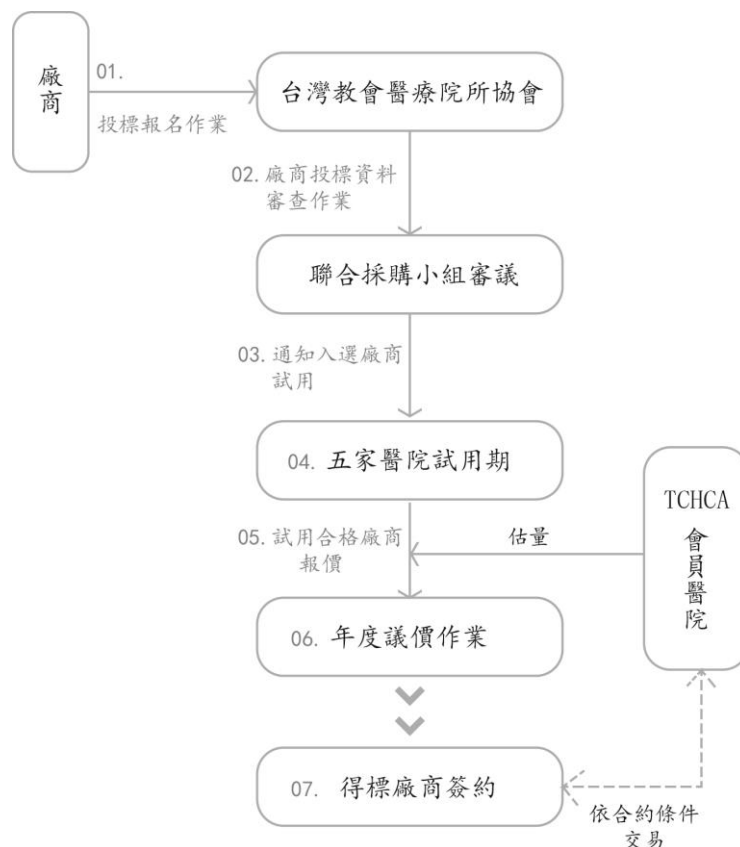 廠商
01.
投標報名作業
台灣教會醫療院所協會
02. 廠商投標資料
審查作業
聯合採購小組審議
03. 通知入選廠商
試用
04. 五家醫院試用期
05. 試用合格廠商
報價
估量
TCHCA
會員醫院
06. 年度議價作業
07. 得標廠商簽約
依合約條件
交易